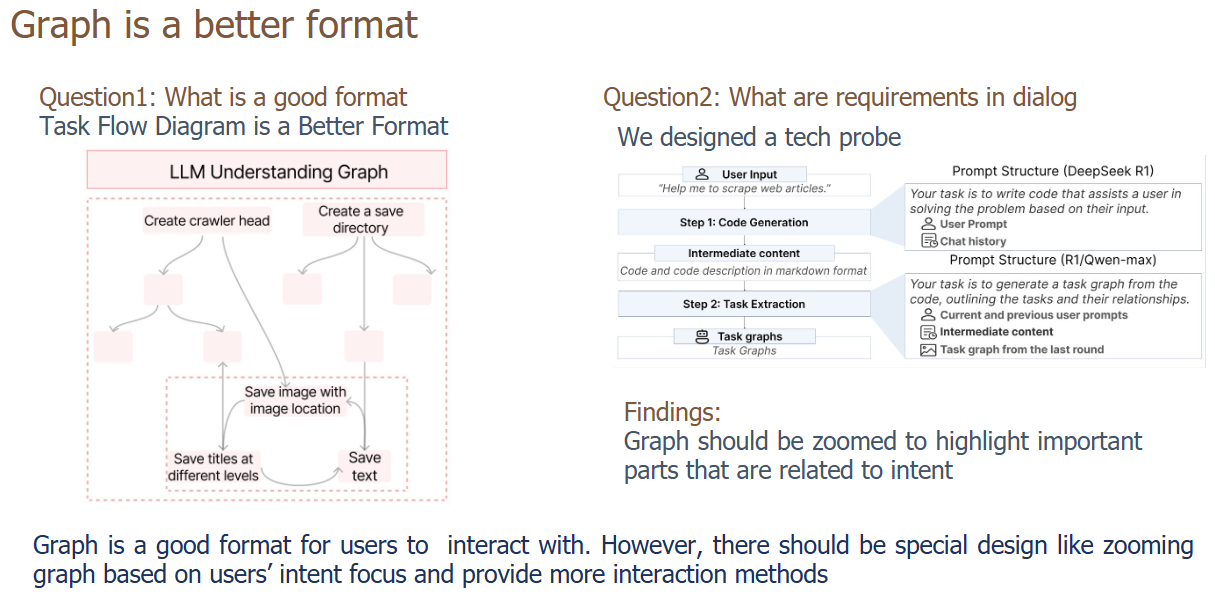 Graph is a better format
Question1: What is a good format
Task Flow Diagram is a Better Format
LLM Understanding Graph
Create crawler head
Create a save
directory
Save image with
image location
Save titles at
different levels
Save
text
Question2: What are requirements in dialog
We designed a tech probe
User Input
“Help me to scrape web articles.”
Step 1: Code Generation
Intermediate content
Code and code description in markdown format
Step 2: Task Extraction
Task graphs
Task Graphs
Prompt Structure (DeepSeek R1)
Your task is to write code that assists a user in
solving the problem based on their input.
User Prompt
Chat history
Prompt Structure (R1/Qwen-max)
Your task is to generate a task graph from the
code, outlining the tasks and their relationships.
Current and previous user prompts
Intermediate content
Task graph from the last round
Findings:
Graph should be zoomed to highlight important
parts that are related to intent
Graph is a good format for users to interact with. However, there should be special design like zooming
graph based on users’ intent focus and provide more interaction methods